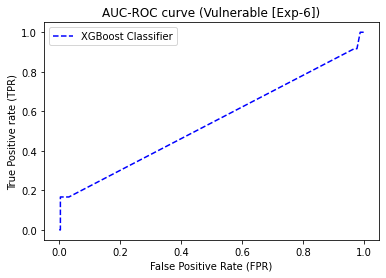 AUC-ROC curve (Vulnerable [Exp-6])
XGBoost Classifier
True Positive rate (TPR)
1.0
0.8
0.6
0.4
0.2
0.0
0.0 0.2 0.4 0.6 0.8 1.0
False Positive Rate (FPR)